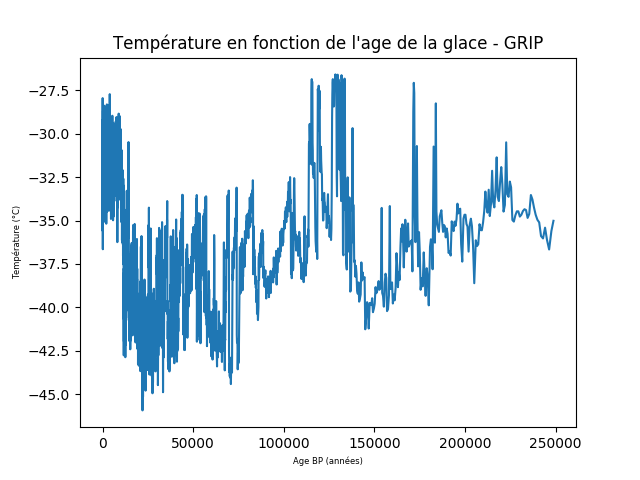 Température en fonction de l'age de la glace - GRIP
−27.5
−30.0
−32.5
−35.0
−37.5
−40.0
−42.5
−45.0
Température (°C)
0 50000 100000 150000 200000 250000
Age BP (années)